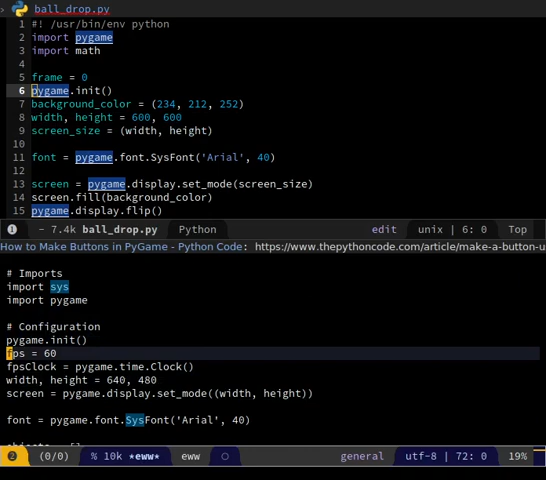 ball_drop.py
1 #! /usr/bin/env python
2 import pygame
3 import math
4
5 frame = 0
6 pygame.init()
7 background_color = (234, 212, 252)
8 width, height = 600, 600
9 screen_size = (width, height)
10
11 font = pygame.font.SysFont('Arial', 40)
12
13 screen = pygame.display.set_mode(screen_size)
14 screen.fill(background_color)
15 pygame.display.flip()
1 - 7.4k ball_drop.py Python edit unix | 6: 0 Top
How to Make Buttons in PyGame - Python Code: https://www.thepythoncode.com/article/make-a-button-u
# Imports
import sys
import pygame
# Configuration
pygame.init()
fps = 60
fpsClock = pygame.time.Clock()
width, height = 640, 480
screen = pygame.display.set_mode((width, height))
font = pygame.font.SysFont('Arial', 40)
objects = []
2 (0/0) % 10k *eww* eww general utf-8 | 72: 0 19%